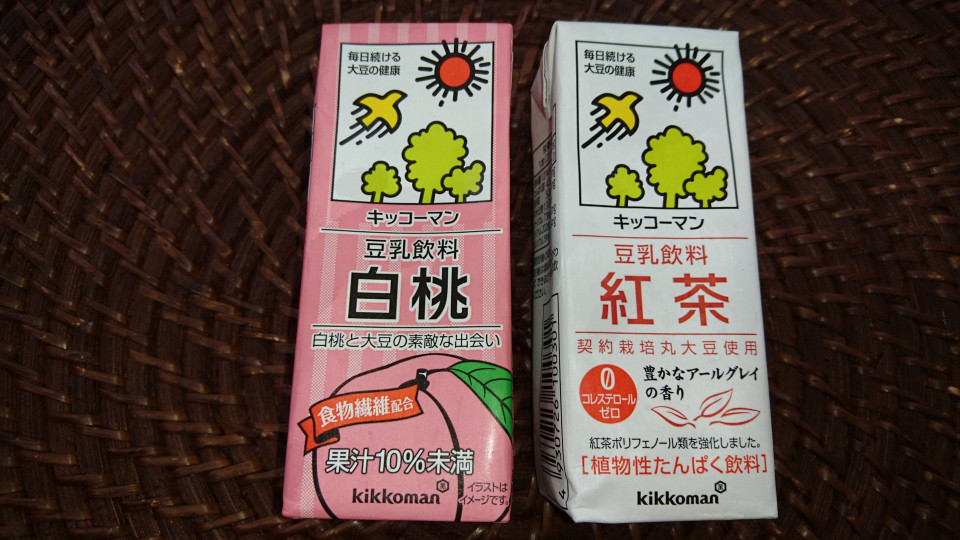 毎日続ける
大豆の健康
キッコーマン
豆乳飲料
白桃
白桃と大豆の素敵な出会い
食物繊維配合
果汁10%未満
kikkoman
イラストは
イメージです。
毎日続ける
大豆の健康
キッコーマン
豆乳飲料
紅茶
契約栽培丸大豆使用
0
コレステロール
ゼロ
豊かなアールグレイ
の香り
紅茶ポリフェノール類を強化しました。
[植物性たんぱく飲料]
kikkoman